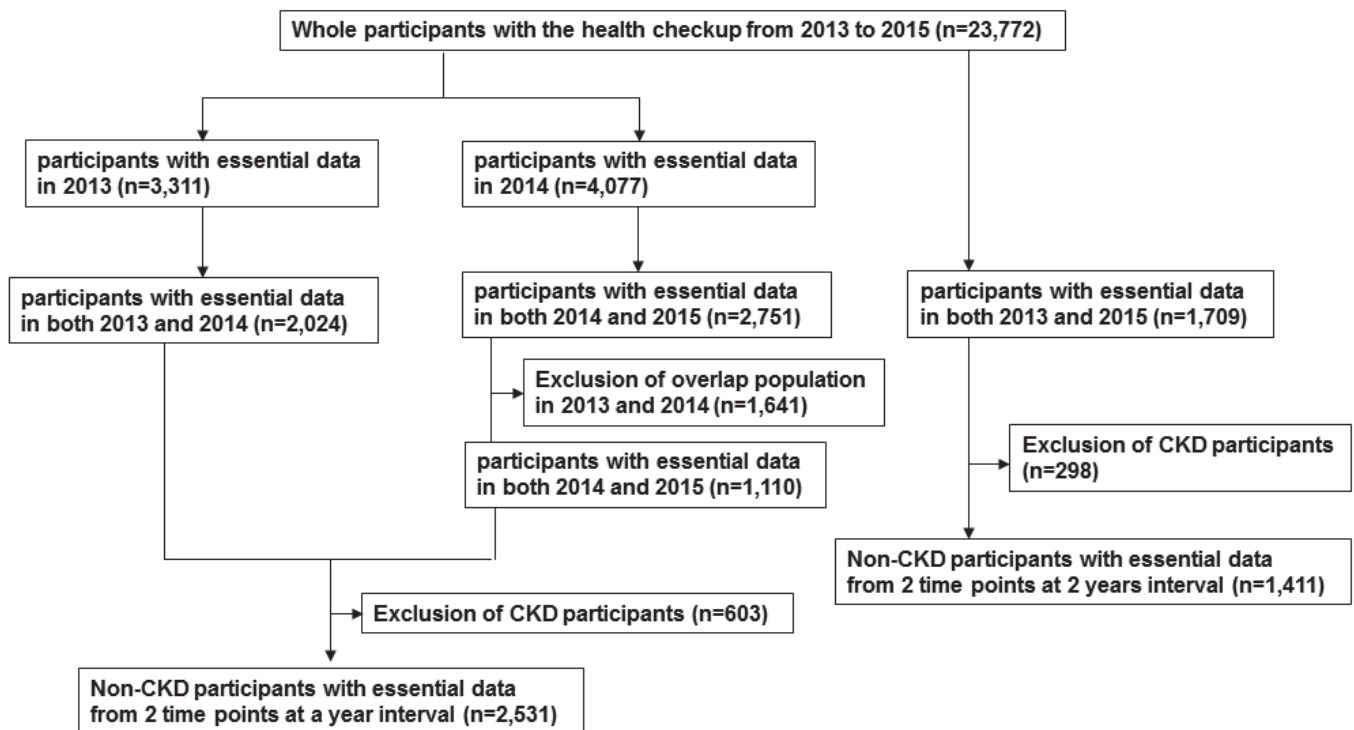 Whole participants with the health checkup from 2013 to 2015 (n=23,772)
participants with essential data
in 2013 (n=3,311)
participants with essential data
in 2014 (n=4,077)
participants with essential data
in both 2013 and 2014 (n=2,024)
participants with essential data
in both 2014 and 2015 (n=2,751)
participants with essential data
in both 2013 and 2015 (n=1,709)
Exclusion of overlap population
in 2013 and 2014 (n=1,641)
Exclusion of CKD participants
(n=298)
participants with essential data
in both 2014 and 2015 (n=1,110)
Non-CKD participants with essential data
from 2 time points at 2 years interval (n=1,411)
Exclusion of CKD participants (n=603)
Non-CKD participants with essential data
from 2 time points at a year interval (n=2,531)